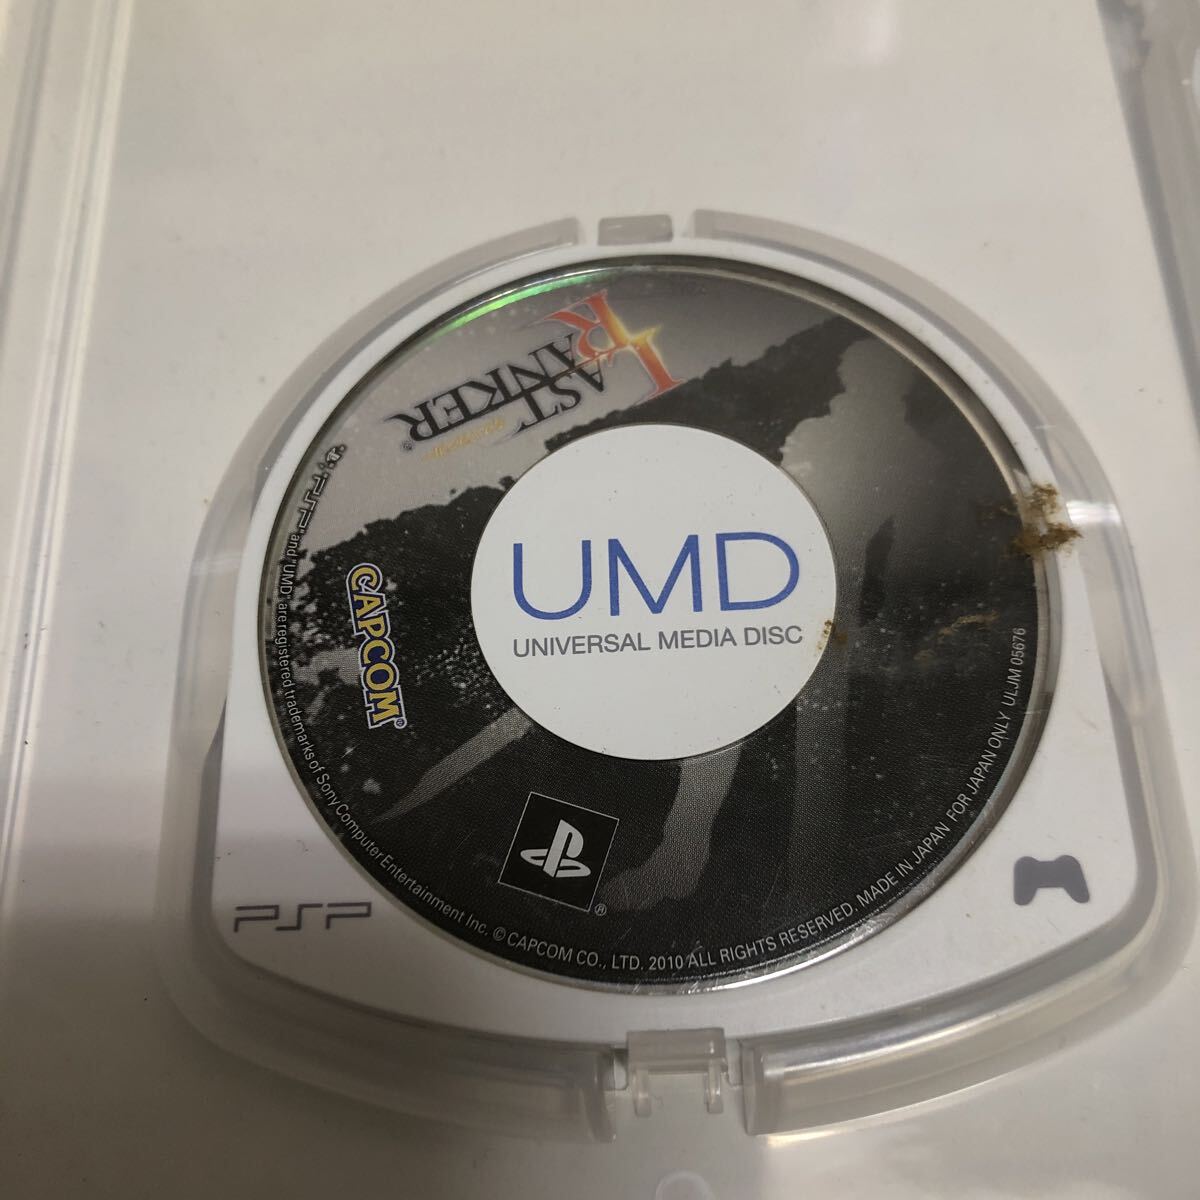 LAST
RANKER®
UMD
UNIVERSAL MEDIA DISC
CAPCOM®
"PSP" and "UMD" are registered trademarks of Sony Computer Entertainment Inc. © CAPCOM CO., LTD. 2010 ALL RIGHTS RESERVED. MADE IN JAPAN FOR JAPAN ONLY ULJM 05676
®
PSP